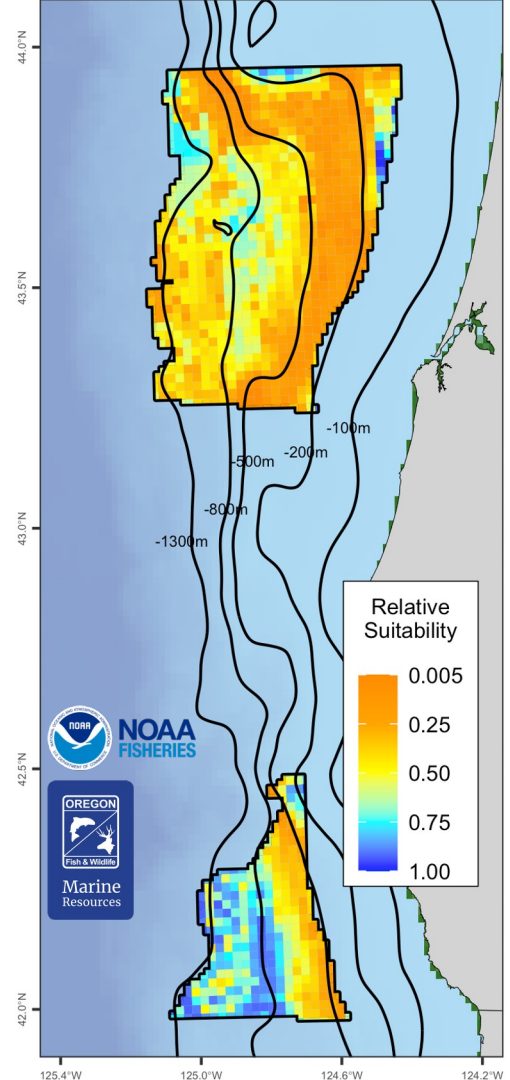 44.0°N
43.5°N
43.0°N
42.5°N
42.0°N
-100m
-200m
-500m
-800m
-1300m
Relative
Suitability
0.005
0.25
0.50
0.75
1.00
NOAA
NOAA
FISHERIES
OREGON
Fish & Wildlife
Marine
Resources
125.4°W
125.0°W
124.6°W
124.2°W